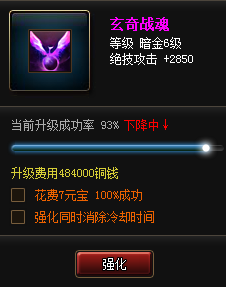 玄奇战魂
等级 暗金6级
绝技攻击 +2850
当前升级成功率 93% 下降中↓
升级费用484000铜钱
花费7元宝 100%成功
强化同时消除冷却时间
强化